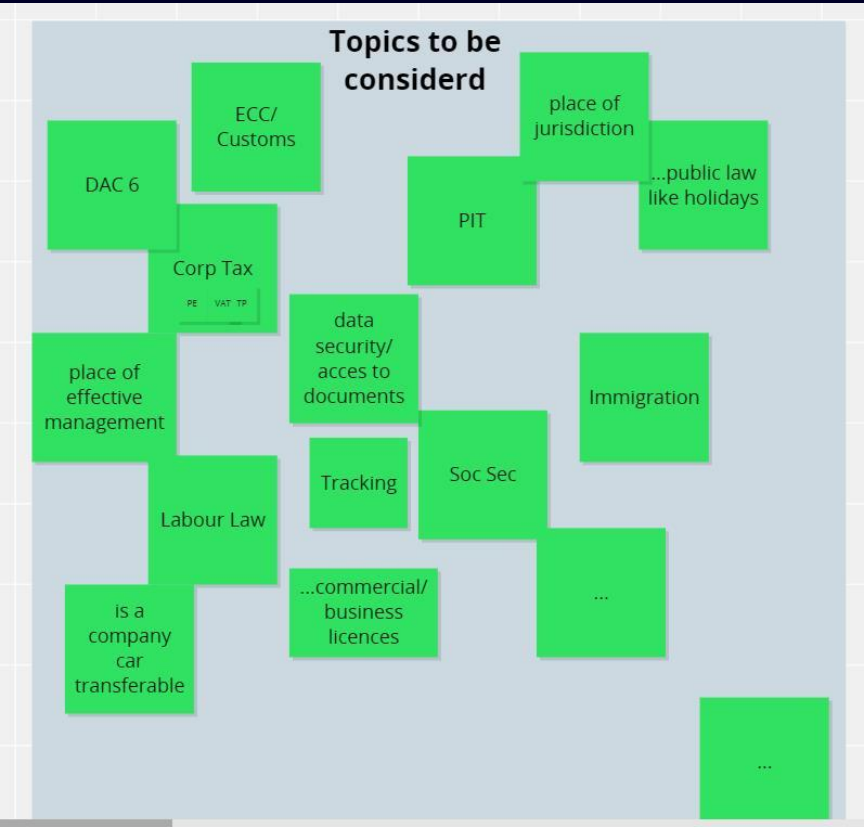 Topics to be
considerd
ECC/
Customs
place of
jurisdiction
DAC 6
...public law
like holidays
PIT
Corp Tax
PE VAT TP
data
security/
acces to
documents
place of
effective
management
Immigration
Tracking
Soc Sec
Labour Law
...commercial/
business
licences
...
is a
company
car
transferable
...